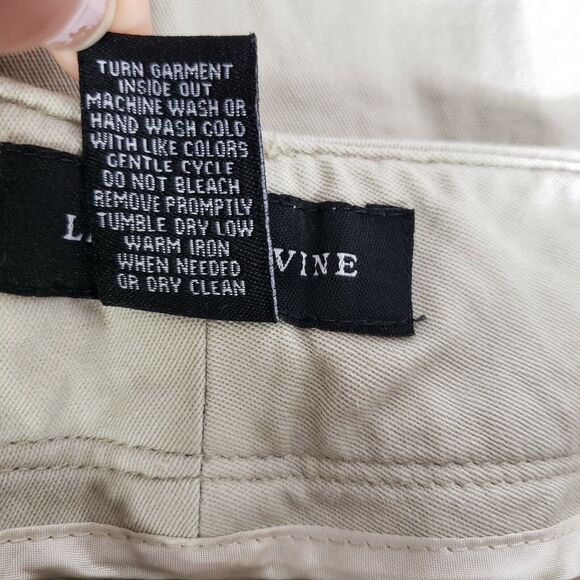 TURN GARMENT
INSIDE OUT
MACHINE WASH OR
HAND WASH COLD
WITH LIKE COLORS
GENTLE CYCLE
DO NOT BLEACH
REMOVE PROMPTLY
TUMBLE DRY LOW
WARM IRON
WHEN NEEDED
OR DRY CLEAN
VINE